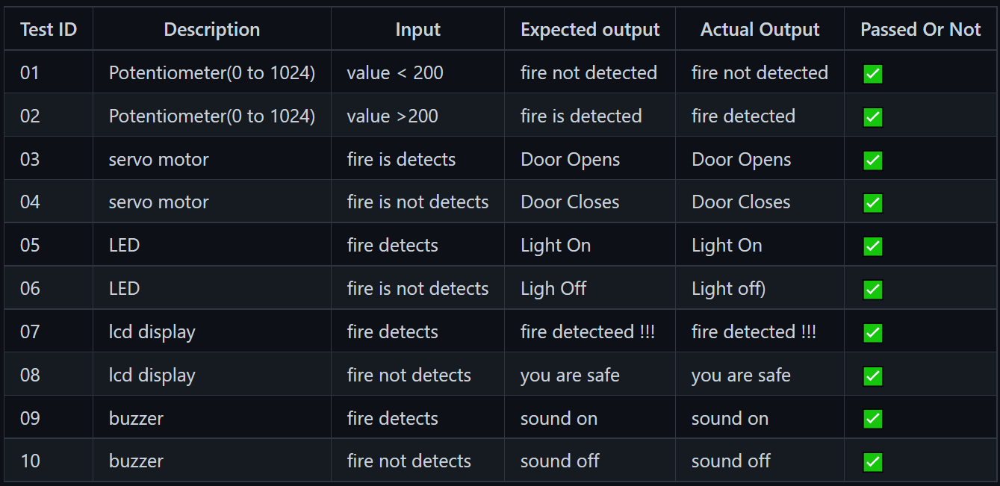 Test ID Description Input Expected output Actual Output Passed Or Not
01 Potentiometer(0 to 1024) value < 200 fire not detected fire not detected ✅
02 Potentiometer(0 to 1024) value >200 fire is detected fire detected ✅
03 servo motor fire is detects Door Opens Door Opens ✅
04 servo motor fire is not detects Door Closes Door Closes ✅
05 LED fire detects Light On Light On ✅
06 LED fire is not detects Ligh Off Light off) ✅
07 lcd display fire detects fire detecteed !!! fire detected !!! ✅
08 lcd display fire not detects you are safe you are safe ✅
09 buzzer fire detects sound on sound on ✅
10 buzzer fire not detects sound off sound off ✅